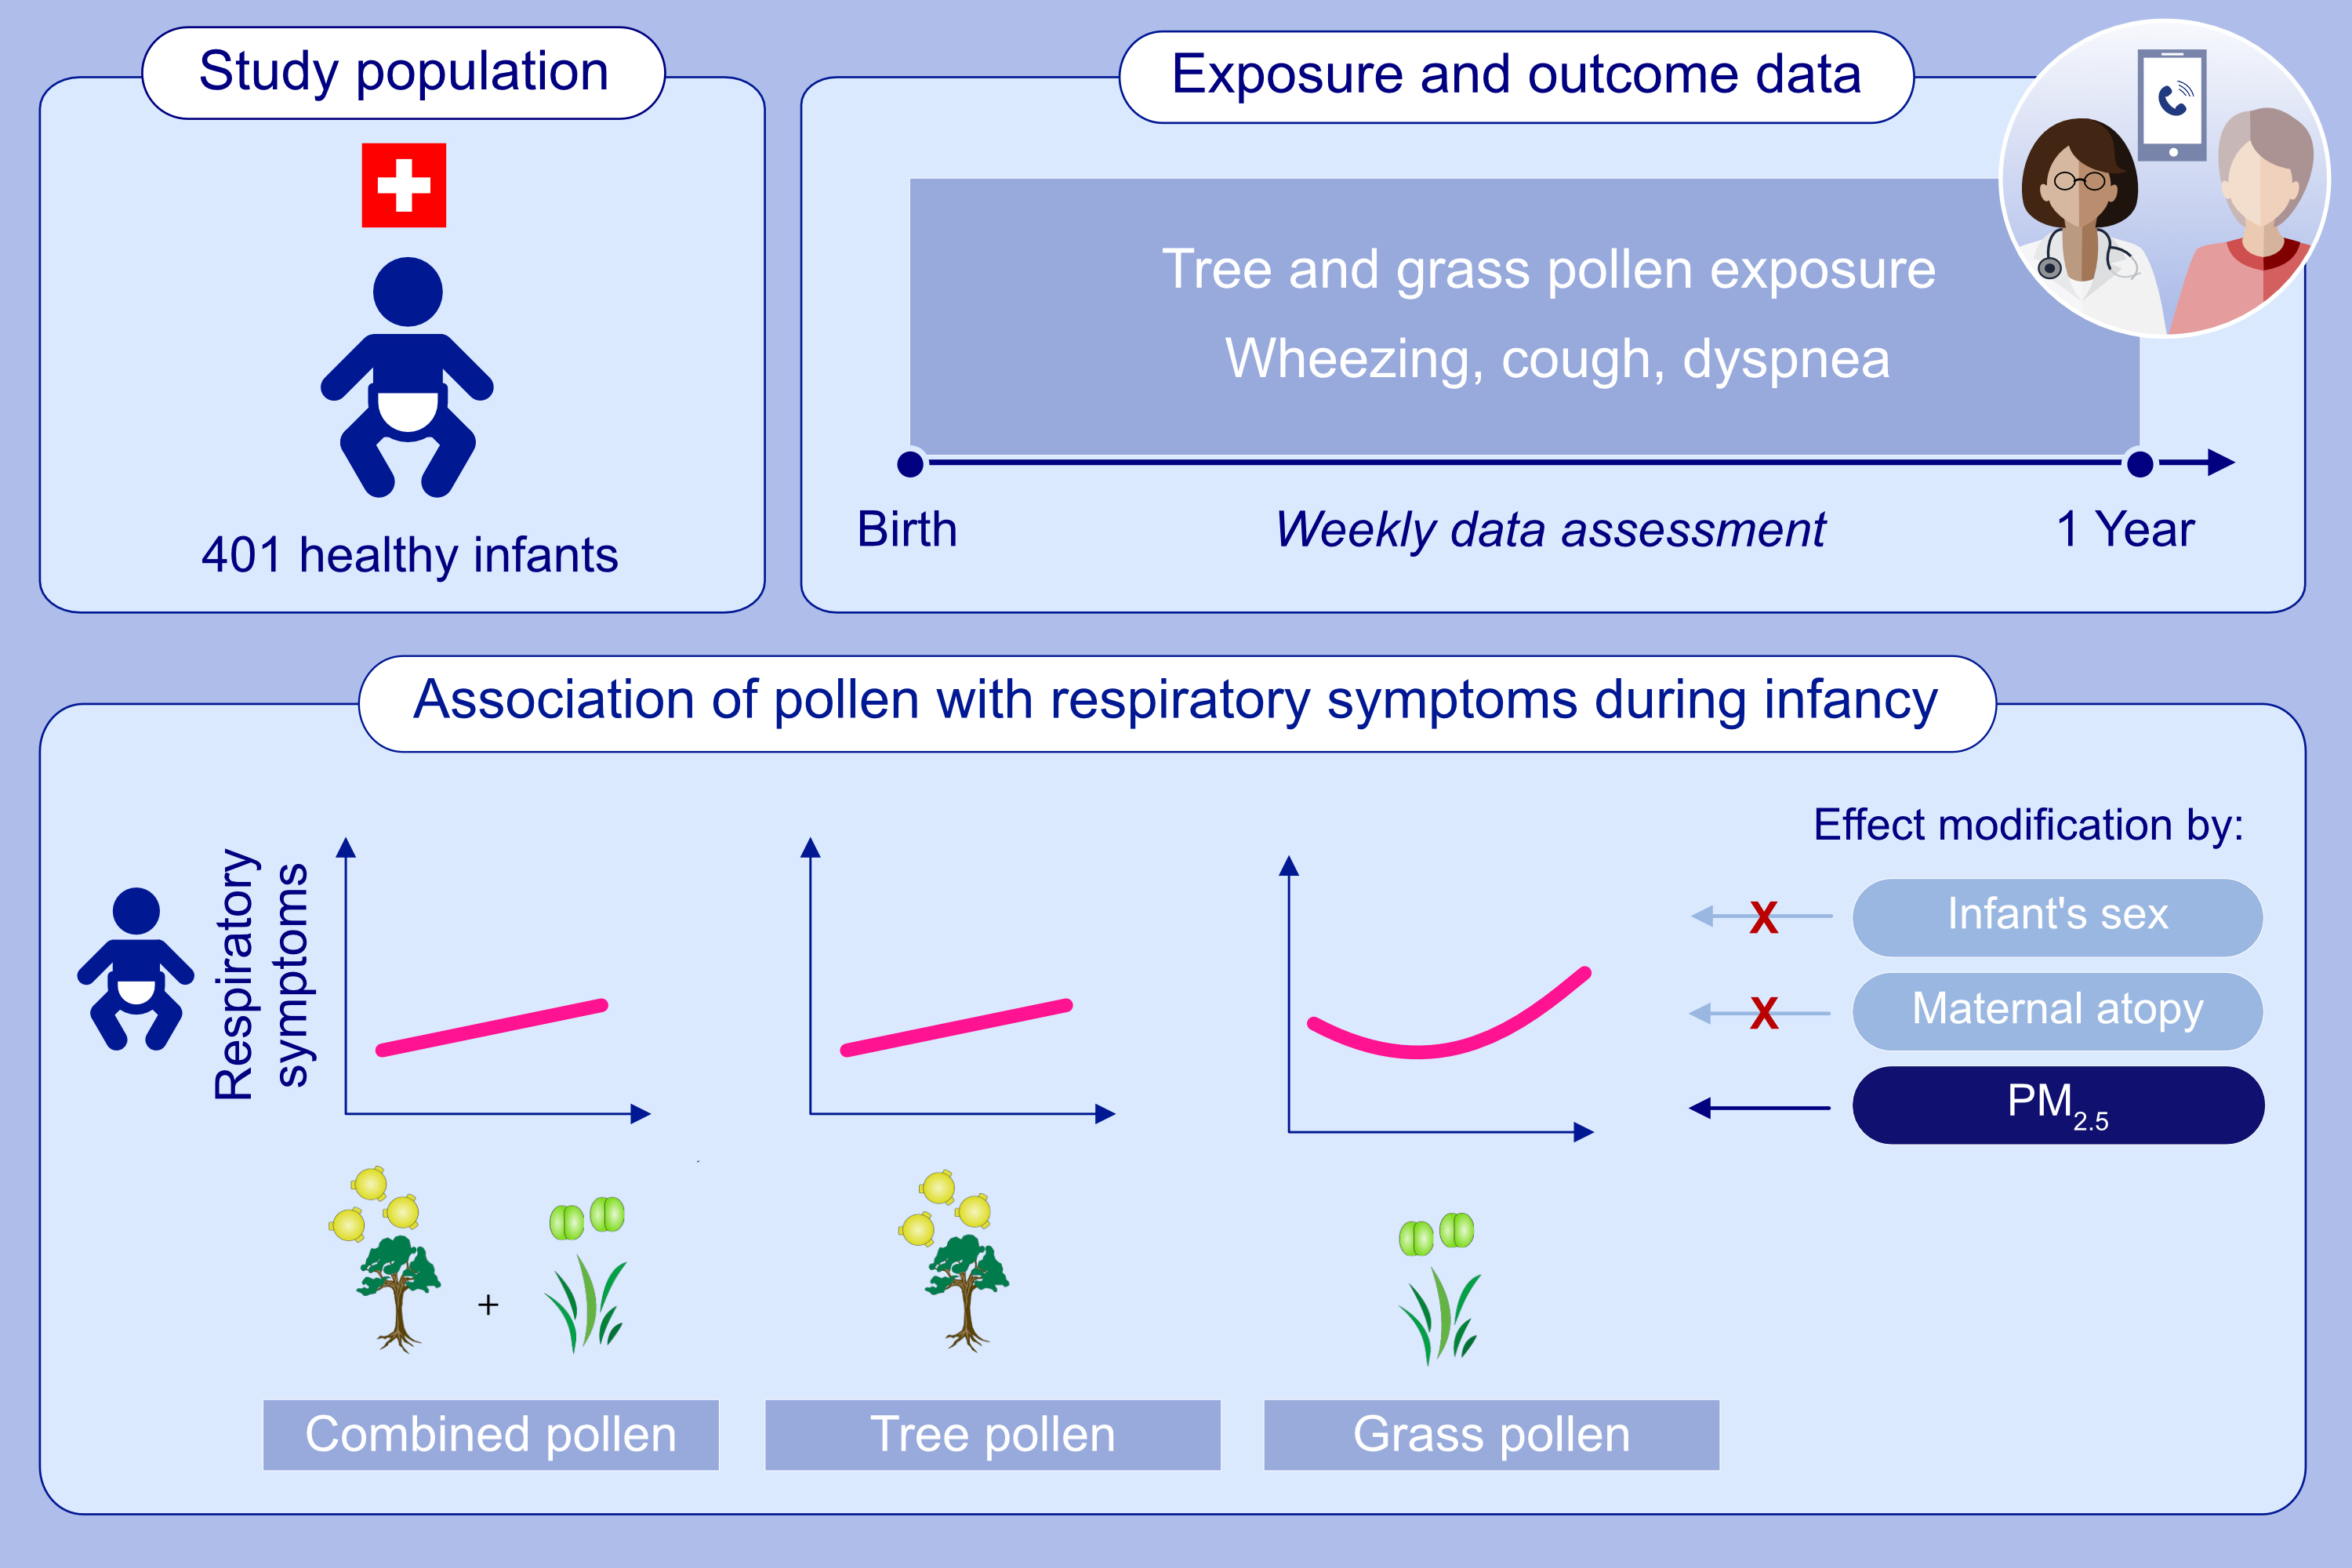 Study population
401 healthy infants
Exposure and outcome data
Tree and grass pollen exposure
Wheezing, cough, dyspnea
Birth
Weekly data assessment
1 Year
Association of pollen with respiratory symptoms during infancy
Respiratory
symptoms
Effect modification by:
X
Infant's sex
X
Maternal atopy
PM2.5
+
Combined pollen
Tree pollen
Grass pollen